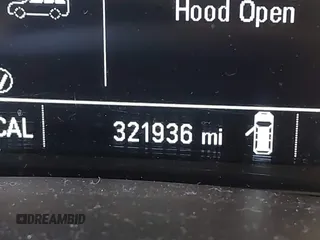 Hood Open
CAL
321936 mi
DREAMBID